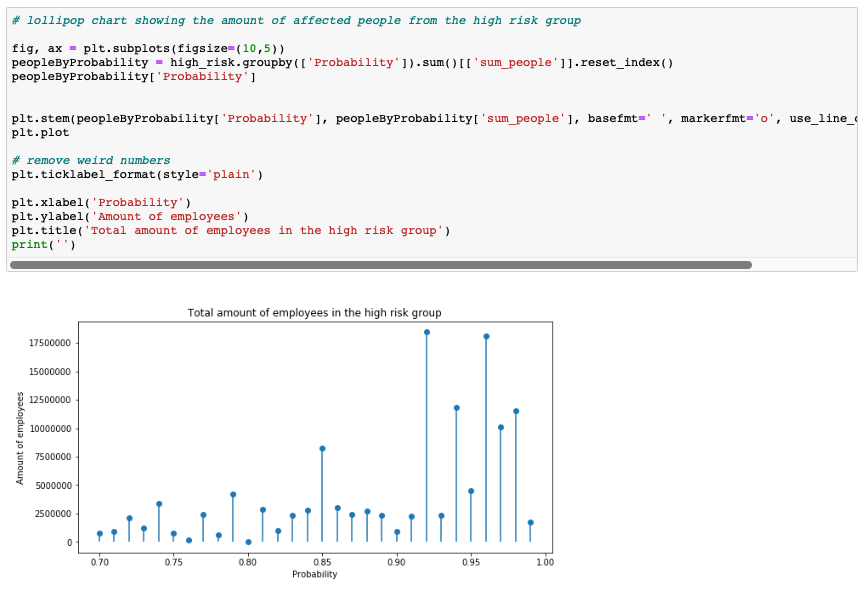 # lollipop chart showing the amount of affected people from the high risk group
fig, ax = plt.subplots(figsize=(10,5))
peopleByProbability = high_risk.groupby(['Probability']).sum()[['sum_people']].reset_index()
peopleByProbability['Probability']
plt.stem(peopleByProbability['Probability'], peopleByProbability['sum_people'], basefmt=' ', markerfmt='o', use_line_c
plt.plot
# remove weird numbers
plt.ticklabel_format(style='plain')
plt.xlabel('Probability')
plt.ylabel('Amount of employees')
plt.title('Total amount of employees in the high risk group')
print('')
Total amount of employees in the high risk group
Amount of employees
17500000
15000000
12500000
10000000
7500000
5000000
2500000
0
0.70 0.75 0.80 0.85 0.90 0.95 1.00
Probability